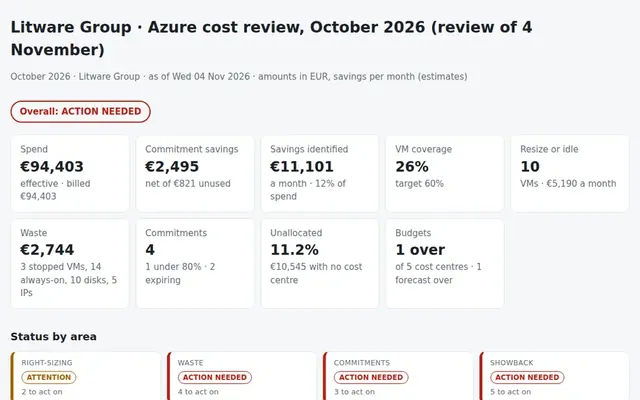 Litware Group · Azure cost review, October 2026 (review of 4
November)
October 2026 · Litware Group · as of Wed 04 Nov 2026 · amounts in EUR, savings per month (estimates)
Overall: ACTION NEEDED
Spend
€94,403
effective · billed
€94,403
Commitment savings
€2,495
net of €821 unused
Savings identified
€11,101
a month · 12% of
spend
VM coverage
26%
target 60%
Resize or idle
10
VMs · €5,190 a month
Waste
€2,744
3 stopped VMs, 14
always-on, 10 disks, 5
IPs
Commitments
4
1 under 80% · 2
expiring
Unallocated
11.2%
€10,545 with no cost
centre
Budgets
1 over
of 5 cost centres · 1
forecast over
Status by area
RIGHT-SIZING
ATTENTION
2 to act on
WASTE
ACTION NEEDED
4 to act on
COMMITMENTS
ACTION NEEDED
3 to act on
SHOWBACK
ACTION NEEDED
5 to act on